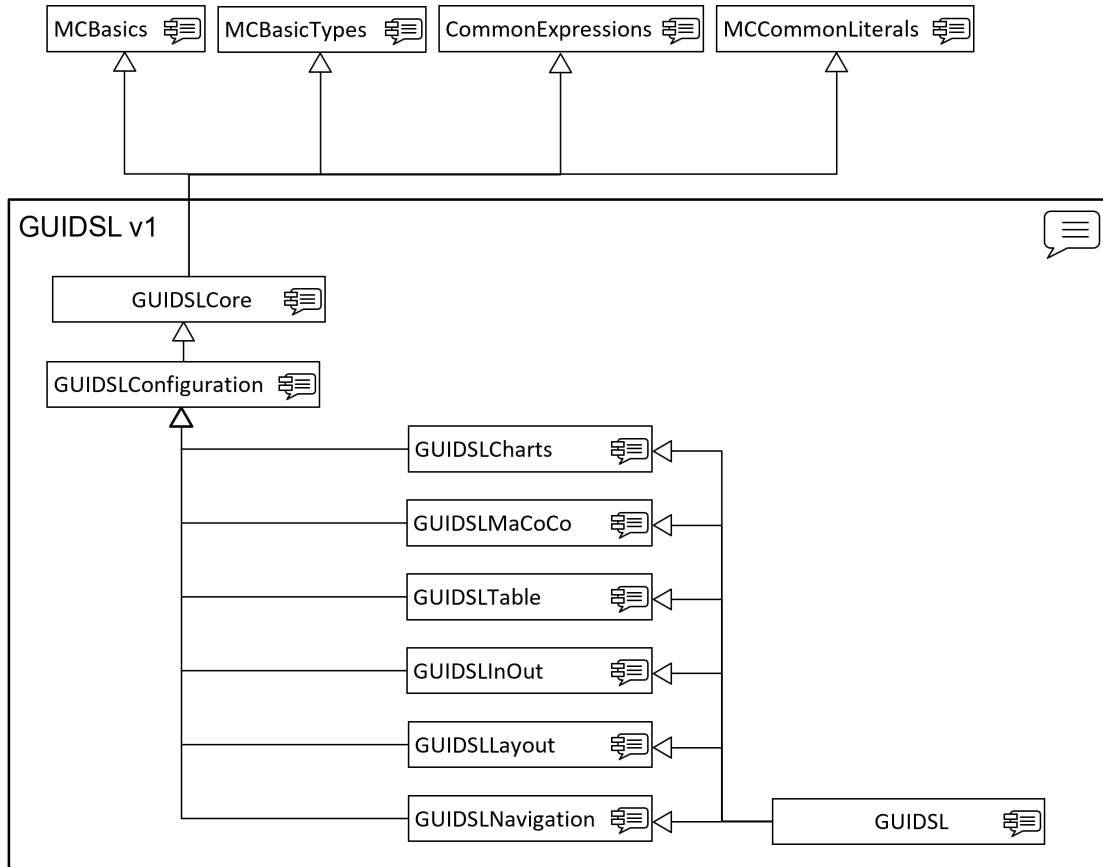 MCBasics
MCBasicTypes
CommonExpressions
MCCommonLiterals
GUIDSL v1
GUIDSLCore
GUIDSLConfiguration
GUIDSLCharts
GUIDSLMaCoCo
GUIDSLTable
GUIDSLInOut
GUIDSLLayout
GUIDSLNavigation
GUIDSL